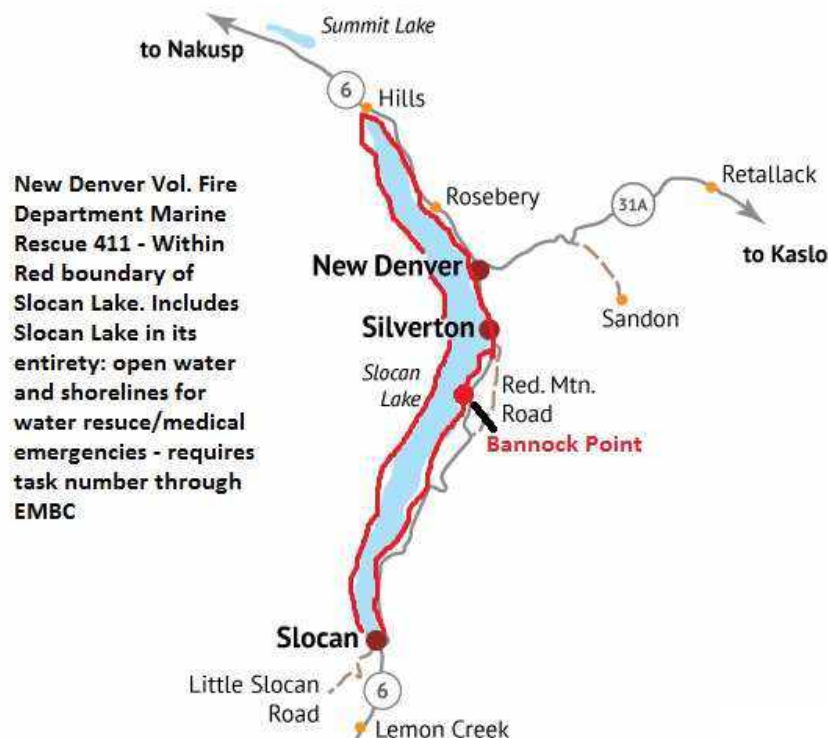 Summit Lake
to Nakusp
6
Hills
New Denver Vol. Fire
Department Marine
Rescue 411 - Within
Red boundary of
Slocan Lake. Includes
Slocan Lake in its
entirety: open water
and shorelines for
water resuce/medical
emergencies - requires
task number through
EMBC
Retallack
31A
Rosebery
to Kaslo
New Denver
Sandon
Silverton
Slocan
Lake
Red. Mtn.
Road
Bannock Point
Slocan
Little Slocan
Road
6
Lemon Creek